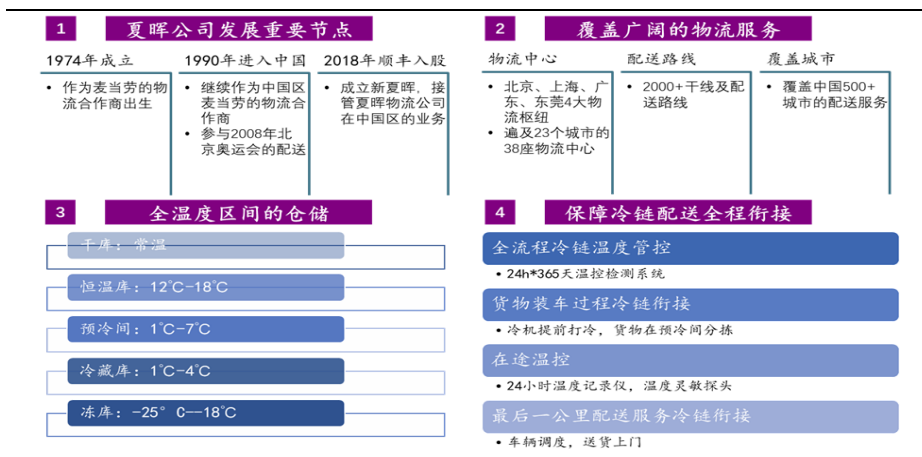 1
夏晖公司发展重要节点
1974年成立
• 作为麦当劳的物
流合作商出生
1990年进入中国
• 继续作为中国区
麦当劳的物流合
作商
• 参与2008年北
京奥运会的配送
2018年顺丰入股
• 成立新夏晖，接
管夏晖物流公司
在中国区的业务
2
覆盖广阔的物流服务
物流中心
• 北京、上海、广
东、东莞4大物
流枢纽
• 遍及23个城市的
38座物流中心
配送路线
• 2000+干线及配
送路线
覆盖城市
• 覆盖中国500+
城市的配送服务
3
全温度区间的仓储
干库：常温
恒温库：12℃-18℃
预冷间：1℃-7℃
冷藏库：1℃-4℃
冻库：-25° C--18℃
4
保障冷链配送全程衔接
全流程冷链温度管控
• 24h*365天温控检测系统
货物装车过程冷链衔接
• 冷机提前打冷，货物在预冷间分拣
在途温控
• 24小时温度记录仪，温度灵敏探头
最后一公里配送服务冷链衔接
• 车辆调度，送货上门